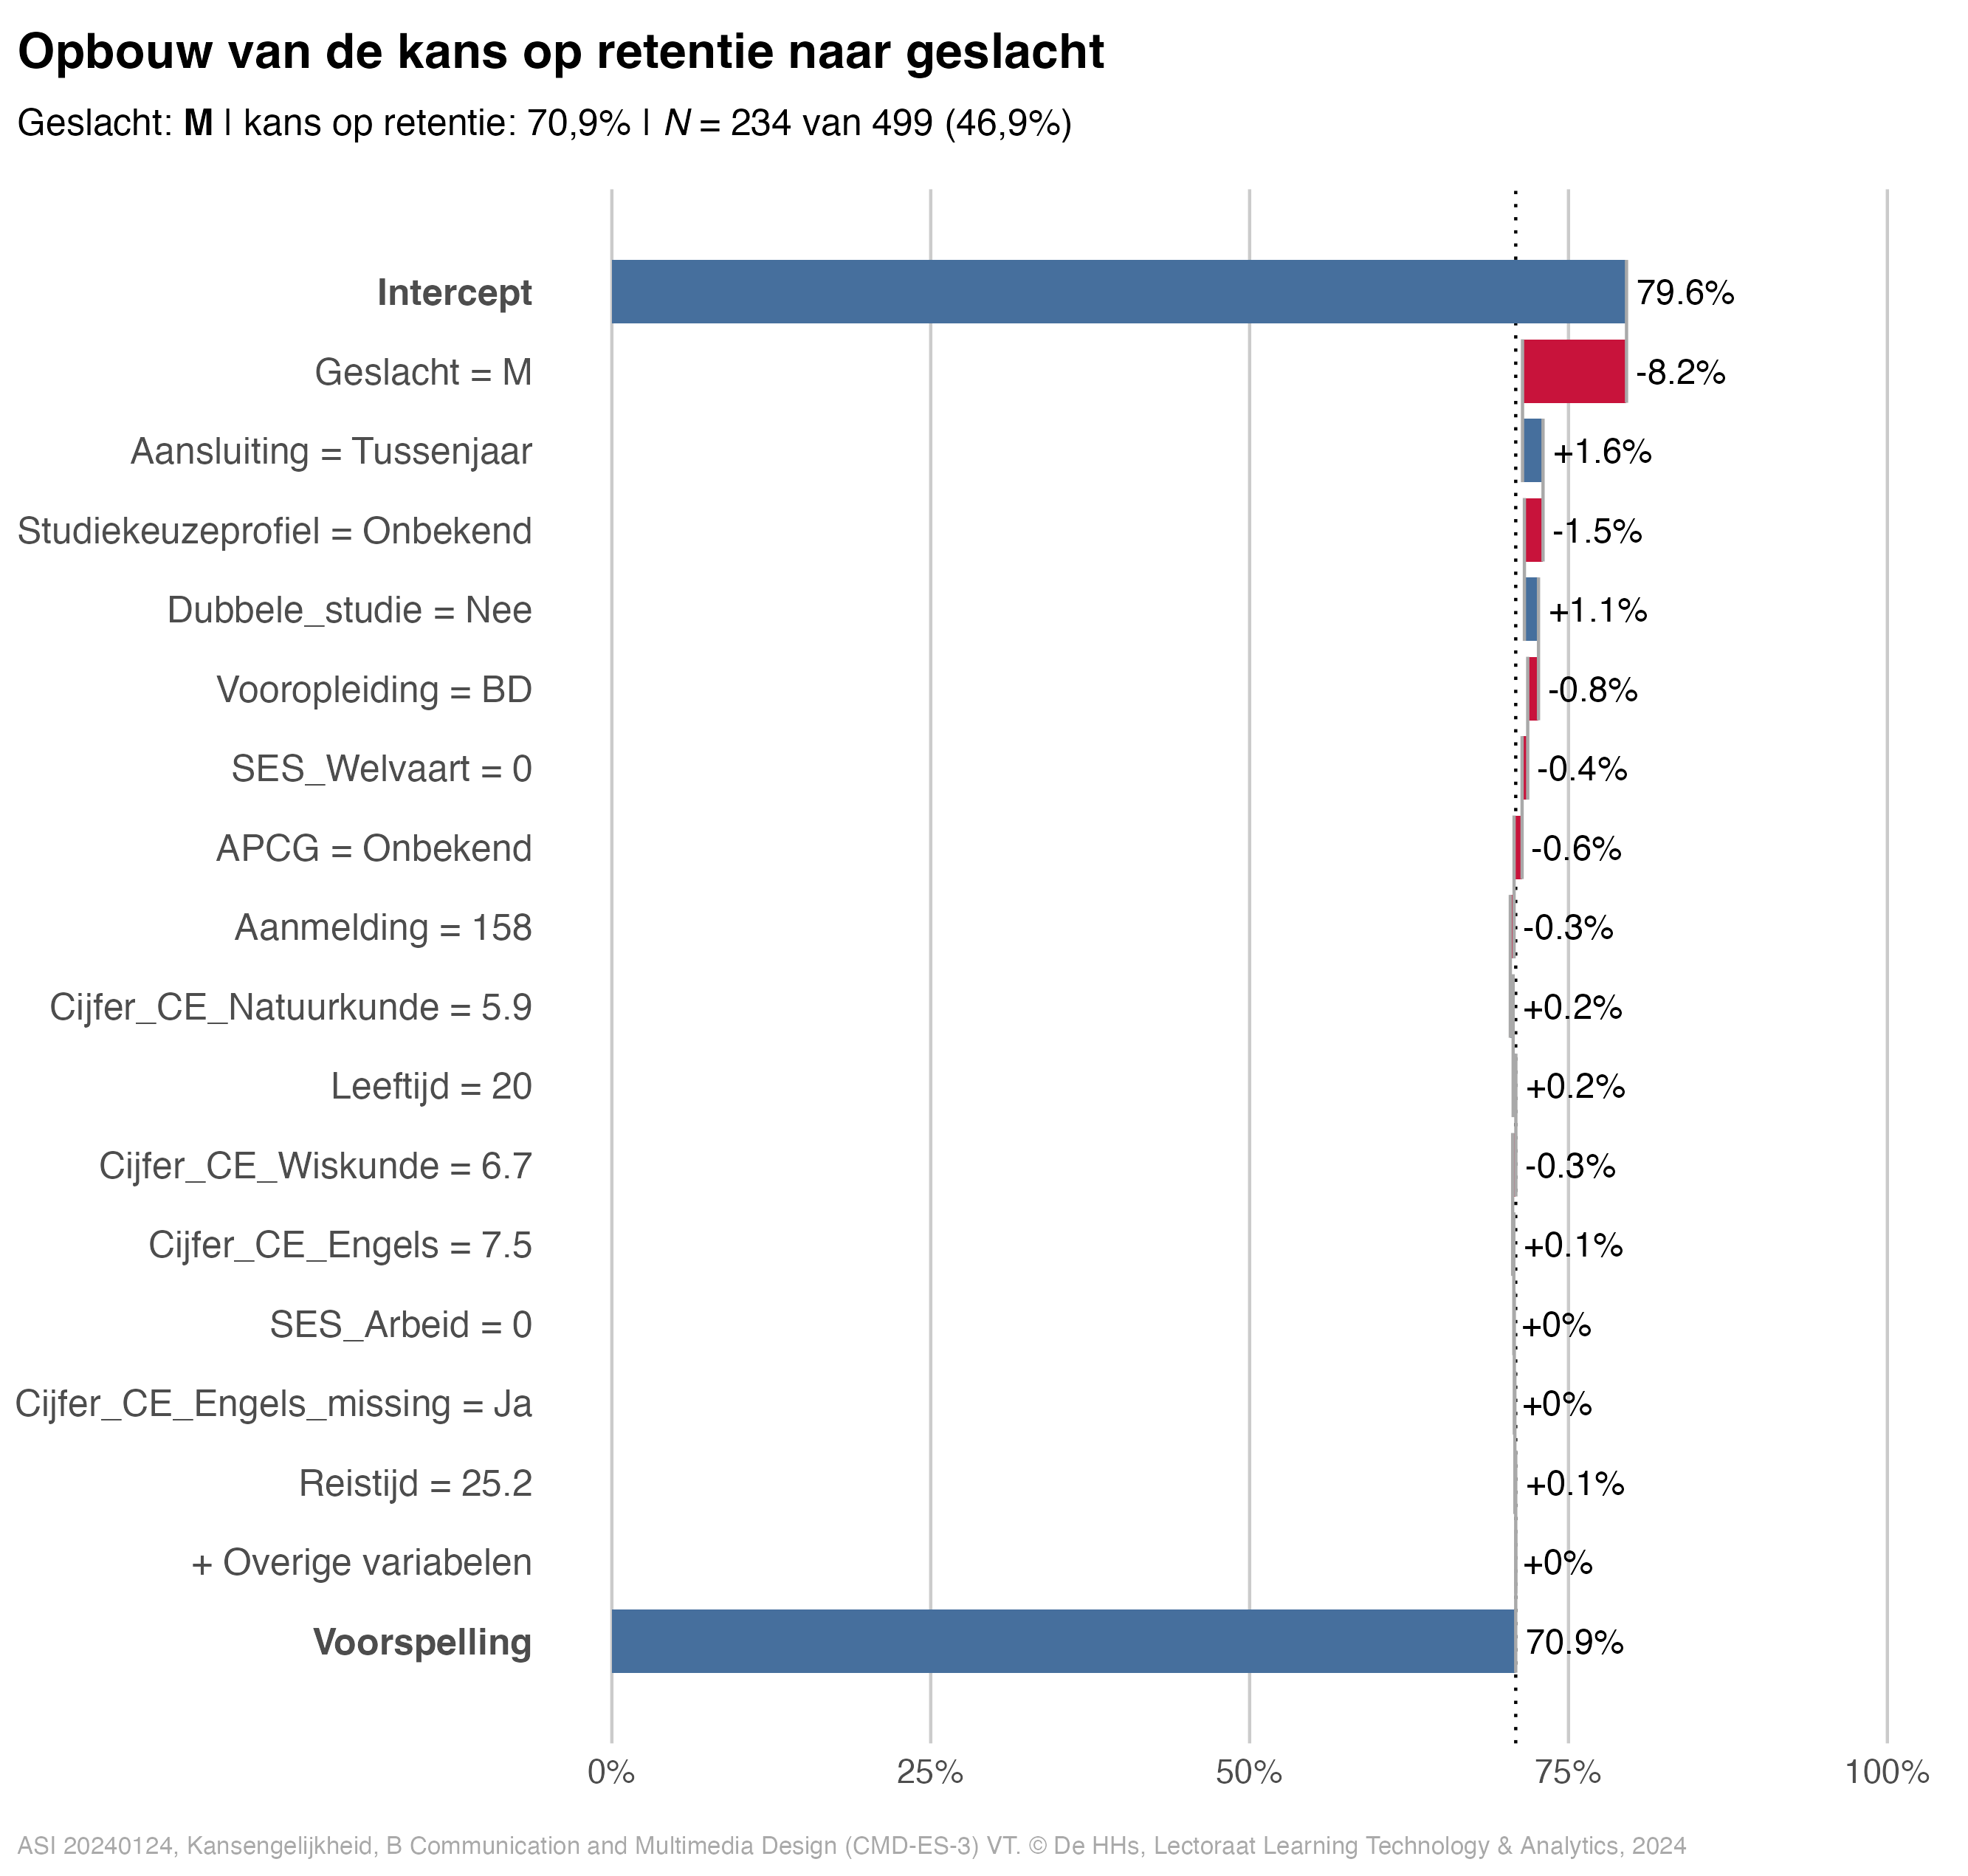 Opbouw van de kans op retentie naar geslacht
Geslacht: M | kans op retentie: 70,9% | N = 234 van 499 (46,9%)
Intercept 79.6%
Geslacht = M -8.2%
Aansluiting = Tussenjaar +1.6%
Studiekeuzeprofiel = Onbekend -1.5%
Dubbele_studie = Nee +1.1%
Vooropleiding = BD -0.8%
SES_Welvaart = 0 -0.4%
APCG = Onbekend -0.6%
Aanmelding = 158 -0.3%
Cijfer_CE_Natuurkunde = 5.9 +0.2%
Leeftijd = 20 +0.2%
Cijfer_CE_Wiskunde = 6.7 -0.3%
Cijfer_CE_Engels = 7.5 +0.1%
SES_Arbeid = 0 +0%
Cijfer_CE_Engels_missing = Ja +0%
Reistijd = 25.2 +0.1%
+ Overige variabelen +0%
Voorspelling 70.9%
0% 25% 50% 75% 100%
ASI 20240124, Kansengelijkheid, B Communication and Multimedia Design (CMD-ES-3) VT. © De HHs, Lectoraat Learning Technology & Analytics, 2024